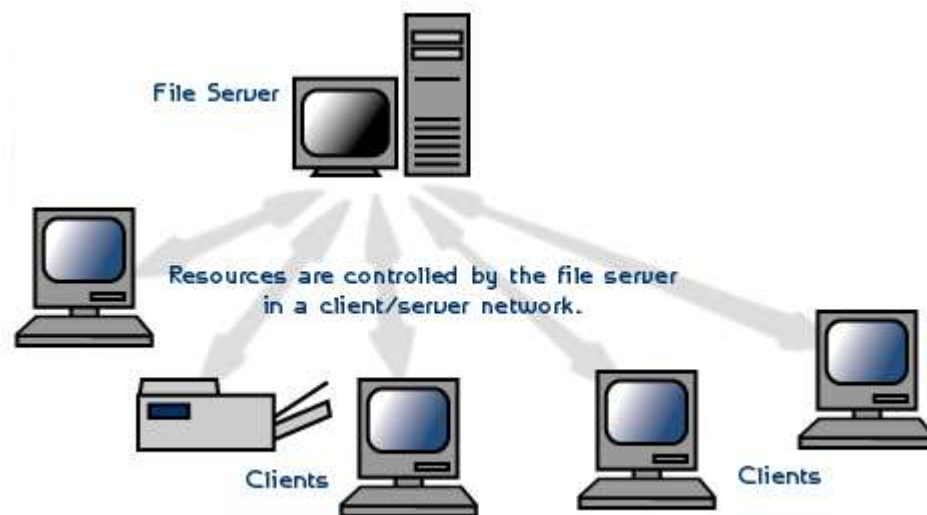 File Server
Resources are controlled by the file server
in a client/server network.
Clients
Clients